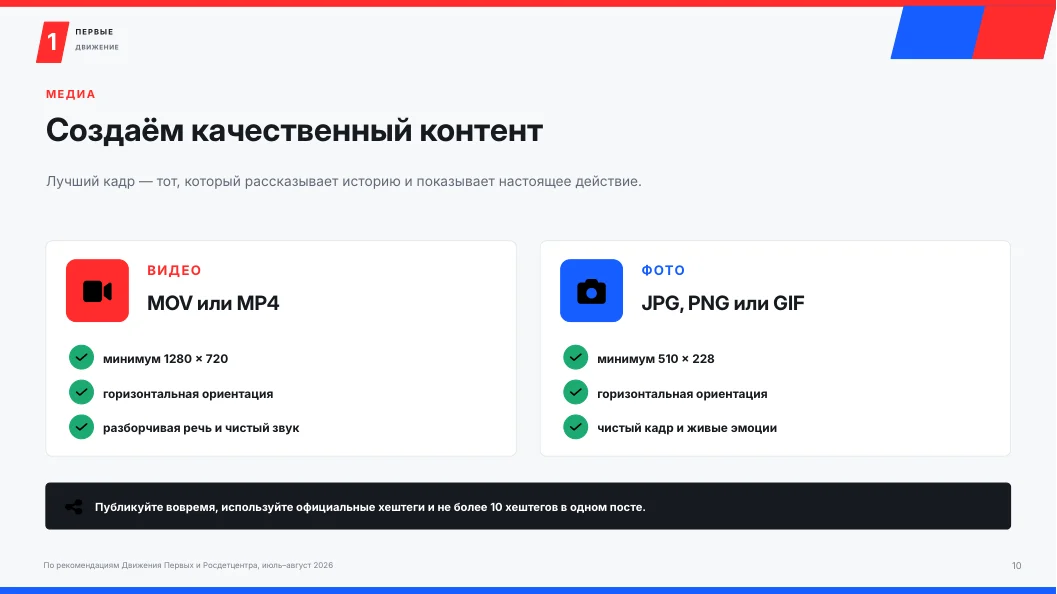 1
ПЕРВЫЕ
ДВИЖЕНИЕ
МЕДИА
Создаём качественный контент
Лучший кадр — тот, который рассказывает историю и показывает настоящее действие.
ВИДЕО
MOV или MP4
минимум 1280 × 720
горизонтальная ориентация
разборчивая речь и чистый звук
ФОТО
JPG, PNG или GIF
минимум 510 × 228
горизонтальная ориентация
чистый кадр и живые эмоции
Публикуйте вовремя, используйте официальные хештеги и не более 10 хештегов в одном посте.
По рекомендациям Движения Первых и Росдетцентра, июль–август 2026
10